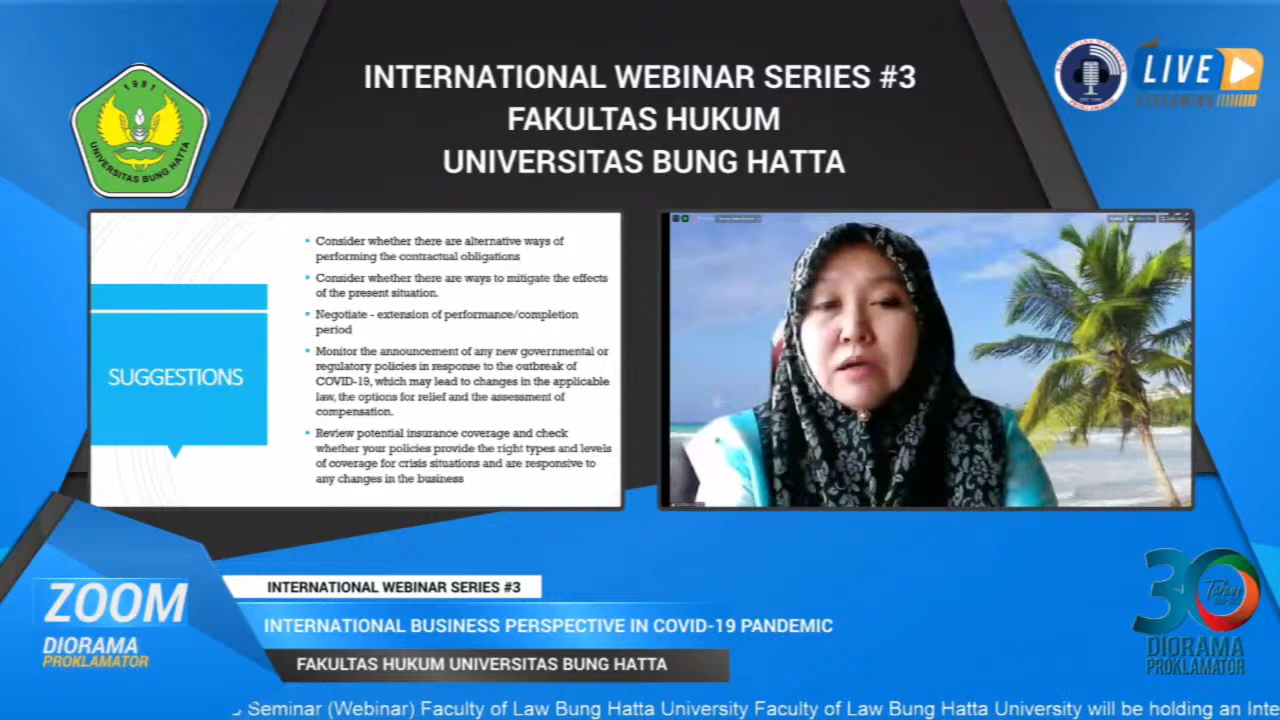 INTERNATIONAL WEBINAR SERIES #3
FAKULTAS HUKUM
UNIVERSITAS BUNG HATTA
1981
UNIVERSITAS BUNG HATTA
LIVE
STREAMING
SUGGESTIONS
▪ Consider whether there are alternative ways of
performing the contractual obligations
▪ Consider whether there are ways to mitigate the effects
of the present situation.
▪ Negotiate - extension of performance/completion
period
▪ Monitor the announcement of any new governmental or
regulatory policies in response to the outbreak of
COVID-19, which may lead to changes in the applicable
law, the options for relief and the assessment of
compensation.
▪ Review potential insurance coverage and check
whether your policies provide the right types and levels
of coverage for crisis situations and are responsive to
any changes in the business
ZOOM
DIORAMA
PROKLAMATOR
INTERNATIONAL WEBINAR SERIES #3
INTERNATIONAL BUSINESS PERSPECTIVE IN COVID-19 PANDEMIC
FAKULTAS HUKUM UNIVERSITAS BUNG HATTA
30
Tahun
DIORAMA
PROKLAMATOR
Seminar (Webinar) Faculty of Law Bung Hatta University Faculty of Law Bung Hatta University will be holding an Inte